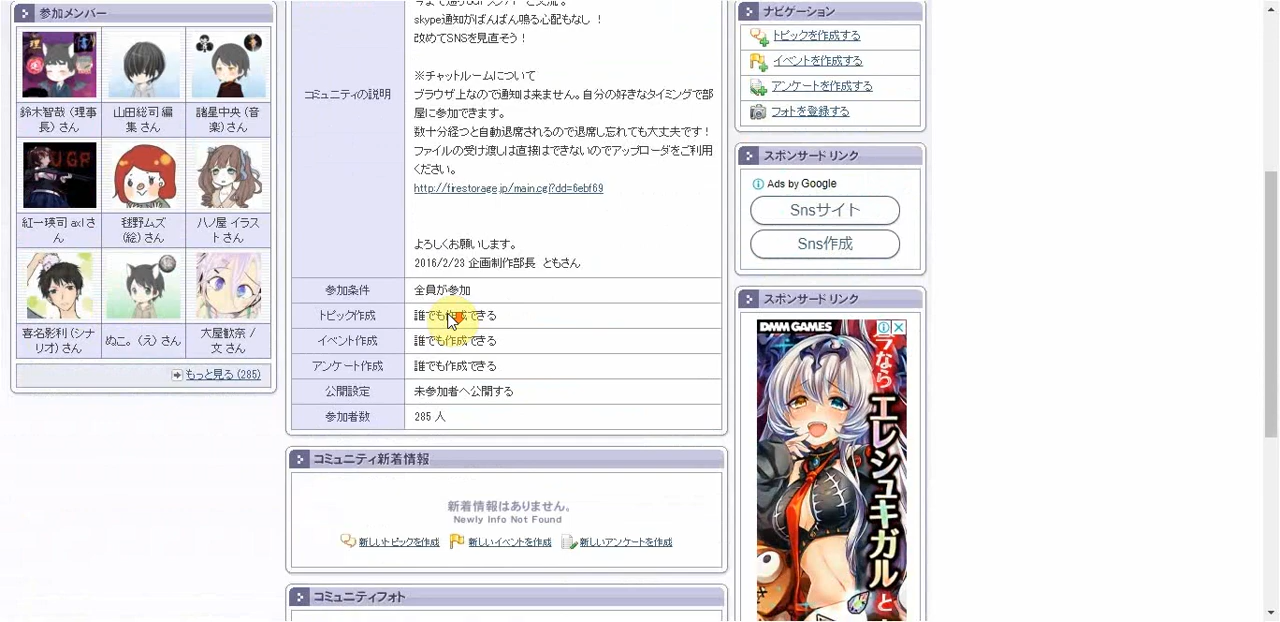 参加メンバー
鈴木智哉（理事
長）さん
山田総司 編
集 さん
諸星中央（音
楽）さん
紅一瑛司 axlさ
ん
毬野ムズ
（絵）さん
八ノ屋 イラス
ト さん
喜名影利（シナ
リオ）さん
ぬこ。（え）さん
大屋歓奈 /
文 さん
もっと見る (285)
コミュニティの説明
skype通知がばんばん鳴る心配もなし ！
改めてSNSを見直そう！
※チャットルームについて
ブラウザ上なので通知は来ません。自分の好きなタイミングで部
屋に参加できます。
数十分経つと自動退席されるので退席し忘れても大丈夫です！
ファイルの受け渡しは直接はできないのでアップローダをご利用
ください。
http://firestorage.jp/main.cgi?dd=6ebf69
よろしくお願いします。
2016/2/23 企画制作部長 ともさん
参加条件 全員が参加
トピック作成 誰でも作成できる
イベント作成 誰でも作成できる
アンケート作成 誰でも作成できる
公開設定 未参加者へ公開する
参加者数 285 人
コミュニティ新着情報
新着情報はありません。
Newly Info Not Found
新しいトピックを作成 新しいイベントを作成 新しいアンケートを作成
コミュニティフォト
ナビゲーション
トピックを作成する
イベントを作成する
アンケートを作成する
フォトを登録する
スポンサードリンク
Ads by Google
Snsサイト
Sns作成
スポンサードリンク
DMM GAMES
今なら
エレシュキガル
と